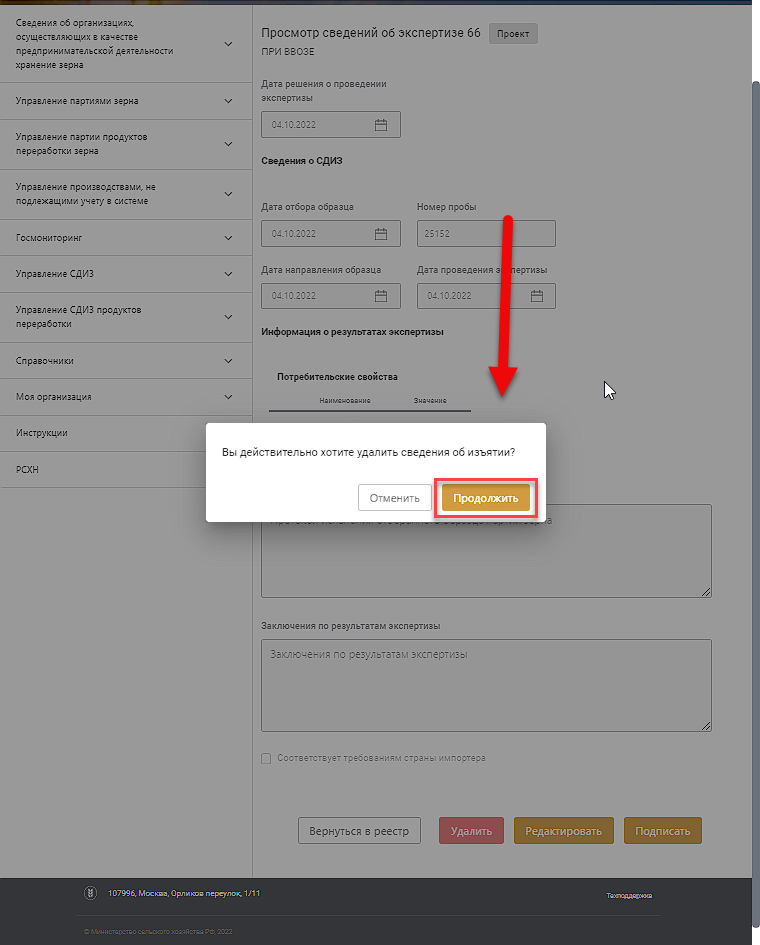 Сведения об организациях,
осуществляющих в качестве
предпринимательской деятельности
хранение зерна
Управление партиями зерна
Управление партии продуктов
переработки зерна
Управление производствами, не
подлежащими учету в системе
Госмониторинг
Управление СДИЗ
Управление СДИЗ продуктов
переработки
Справочники
Моя организация
Инструкции
РСХН
Просмотр сведений об экспертизе 66 Проект
ПРИ ВВОЗЕ
Дата решения о проведении
экспертизы
04.10.2022
Сведения о СДИЗ
Дата отбора образца Номер пробы
04.10.2022 25152
Дата направления образца Дата проведения экспертизы
04.10.2022 04.10.2022
Информация о результатах экспертизы
Потребительские свойства
Наименование Значение
Вы действительно хотите удалить сведения об изъятии?
Отменить Продолжить
Заключения по результатам экспертизы
Заключения по результатам экспертизы
Соответствует требованиям страны импортера
Вернуться в реестр Удалить Редактировать Подписать
107996, Москва, Орликов переулок, 1/11 Техподдержка
© Министерство сельского хозяйства РФ, 2022